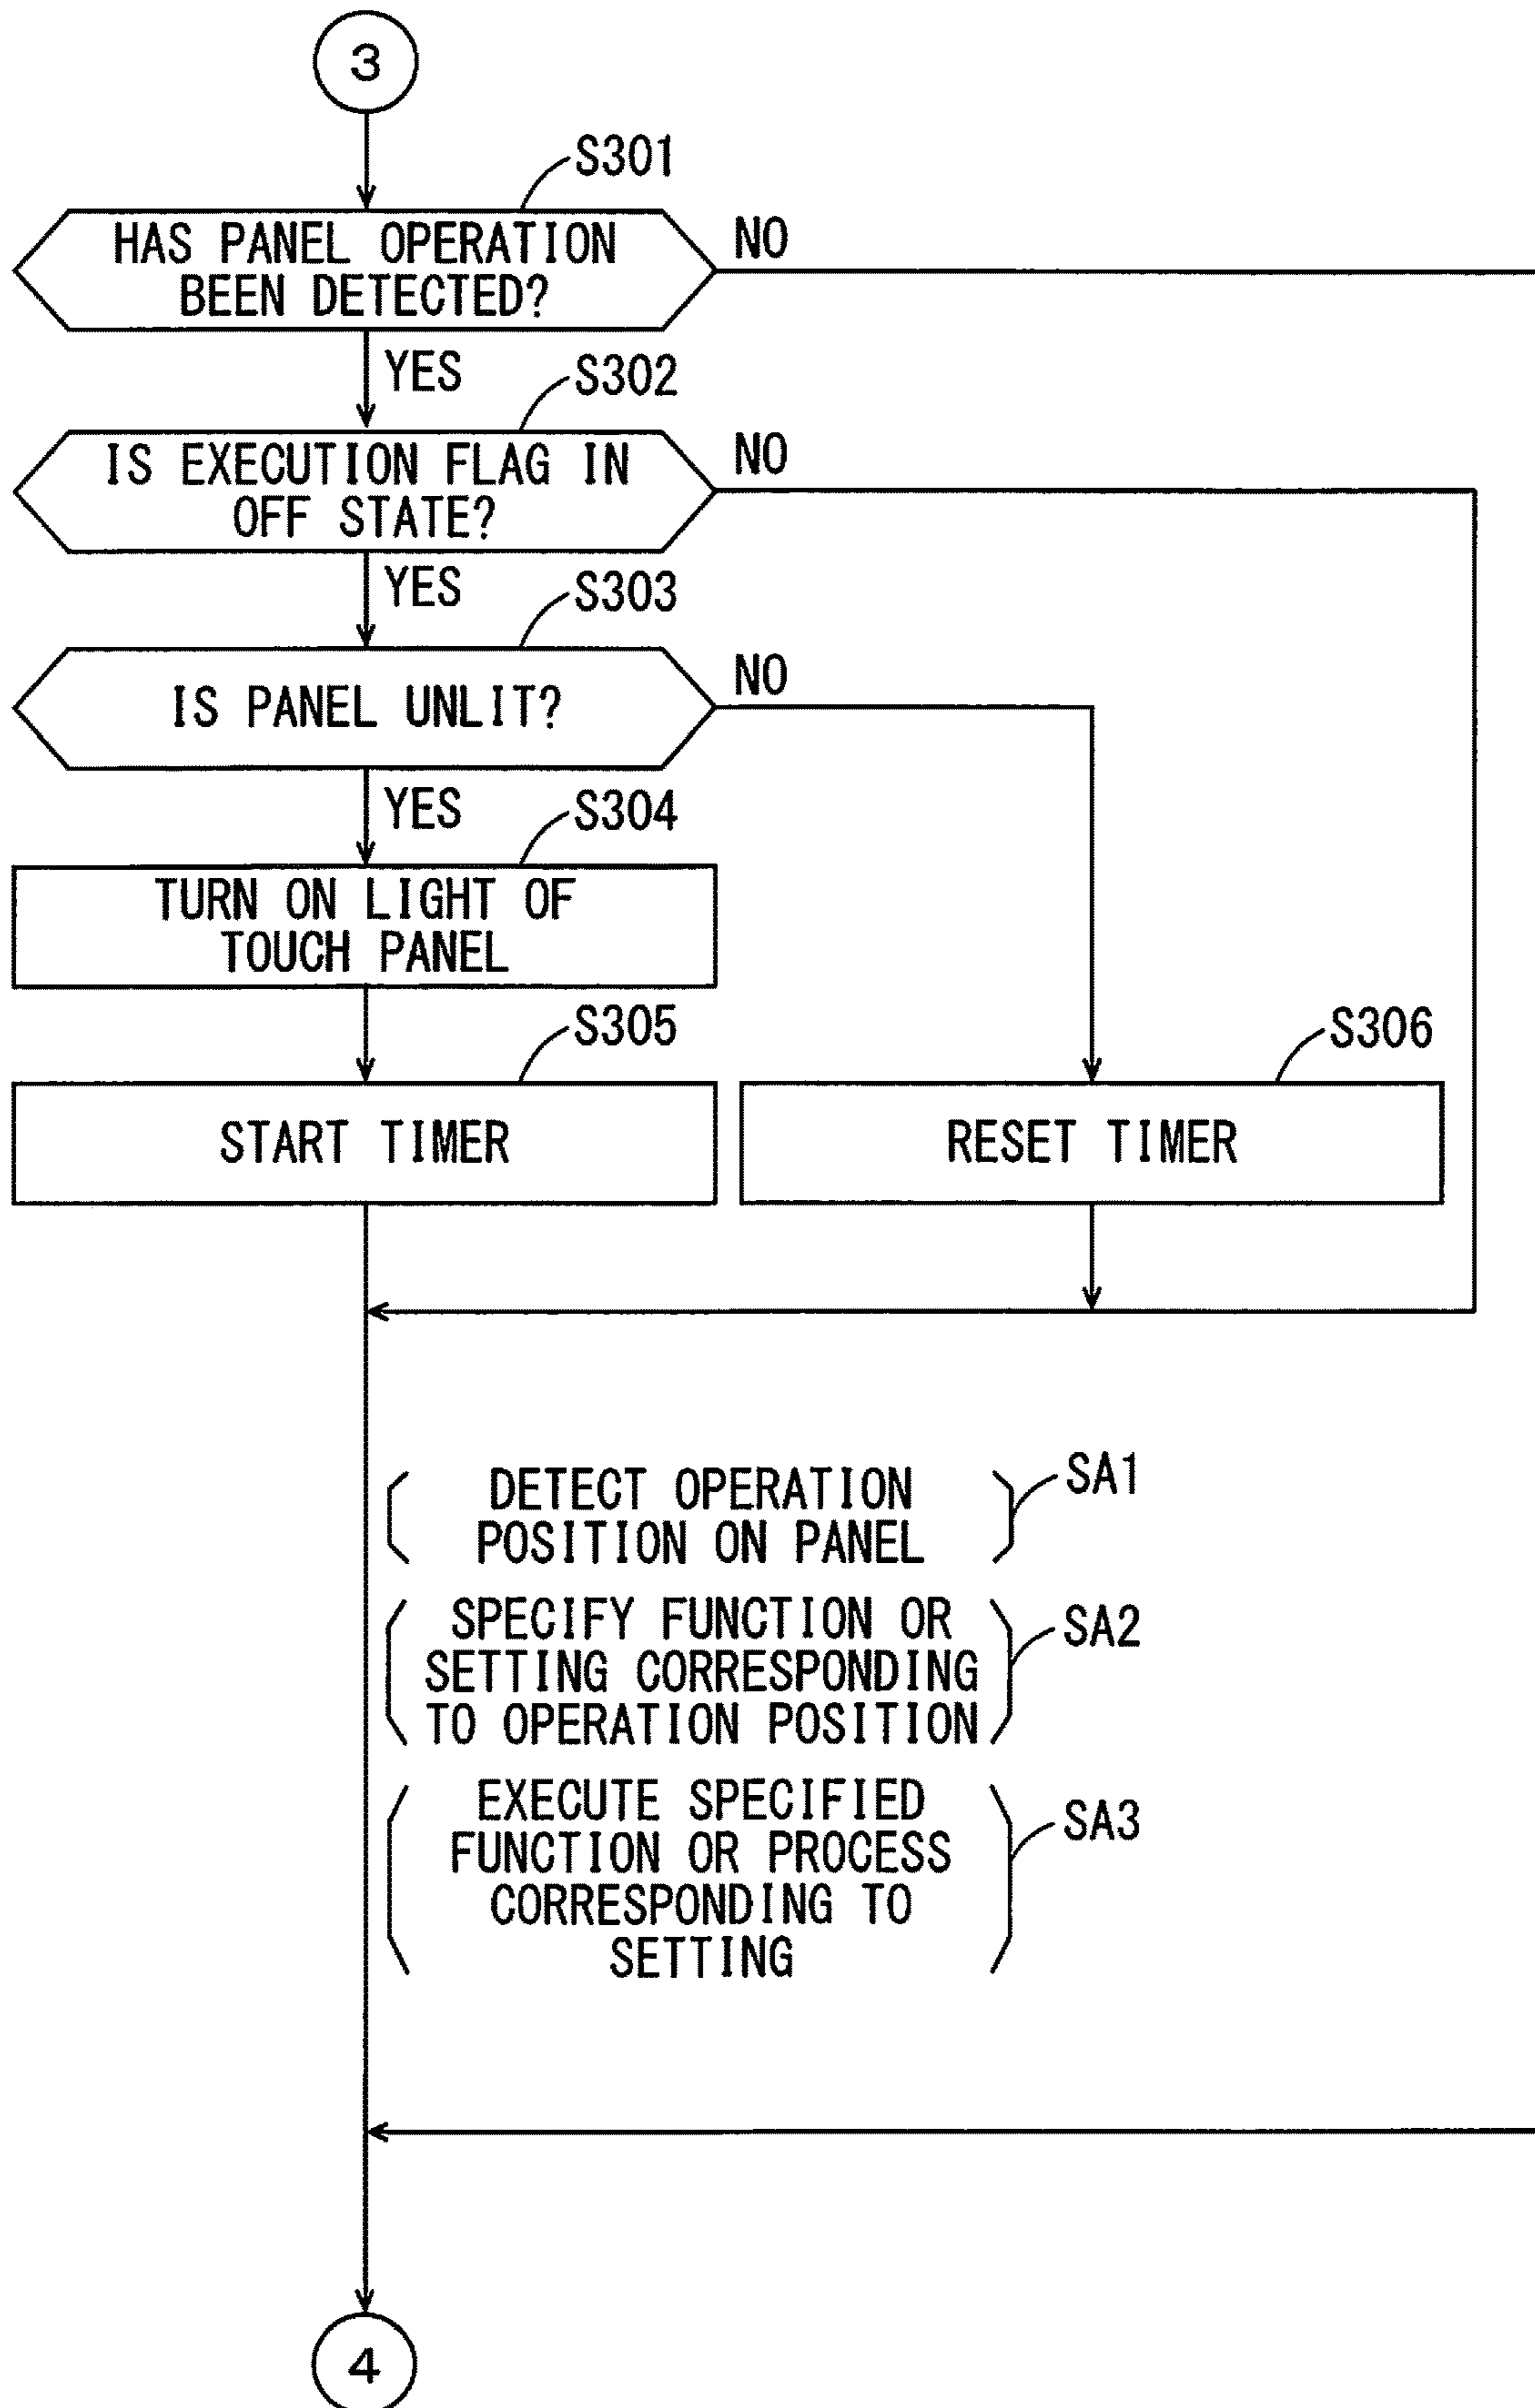 3
S301
HAS PANEL OPERATION
BEEN DETECTED?
NO
YES
S302
IS EXECUTION FLAG IN
OFF STATE?
NO
YES
S303
IS PANEL UNLIT?
NO
YES
S304
TURN ON LIGHT OF
TOUCH PANEL
S305
START TIMER
S306
RESET TIMER
DETECT OPERATION
POSITION ON PANEL
SA1
SPECIFY FUNCTION OR
SETTING CORRESPONDING
TO OPERATION POSITION
SA2
EXECUTE SPECIFIED
FUNCTION OR PROCESS
CORRESPONDING TO
SETTING
SA3
4